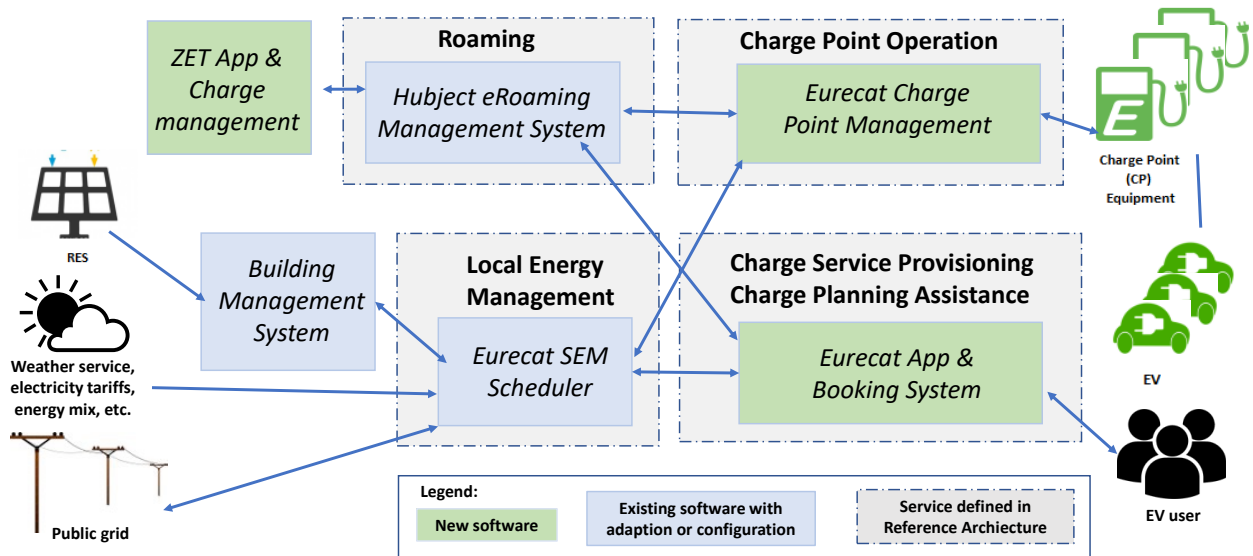 Roaming
Charge Point Operation
ZET App &
Charge
management
Hubject eRoaming
Management System
Eurecat Charge
Point Management
E
Charge Point
(CP)
Equipment
RES
Building
Management
System
Local Energy
Management
Charge Service Provisioning
Charge Planning Assistance
Eurecat SEM
Scheduler
Eurecat App &
Booking System
Weather service,
electricity tariffs,
energy mix, etc.
EV
Public grid
EV user
Legend:
New software
Existing software with
adaption or configuration
Service defined in
Reference Archiecture